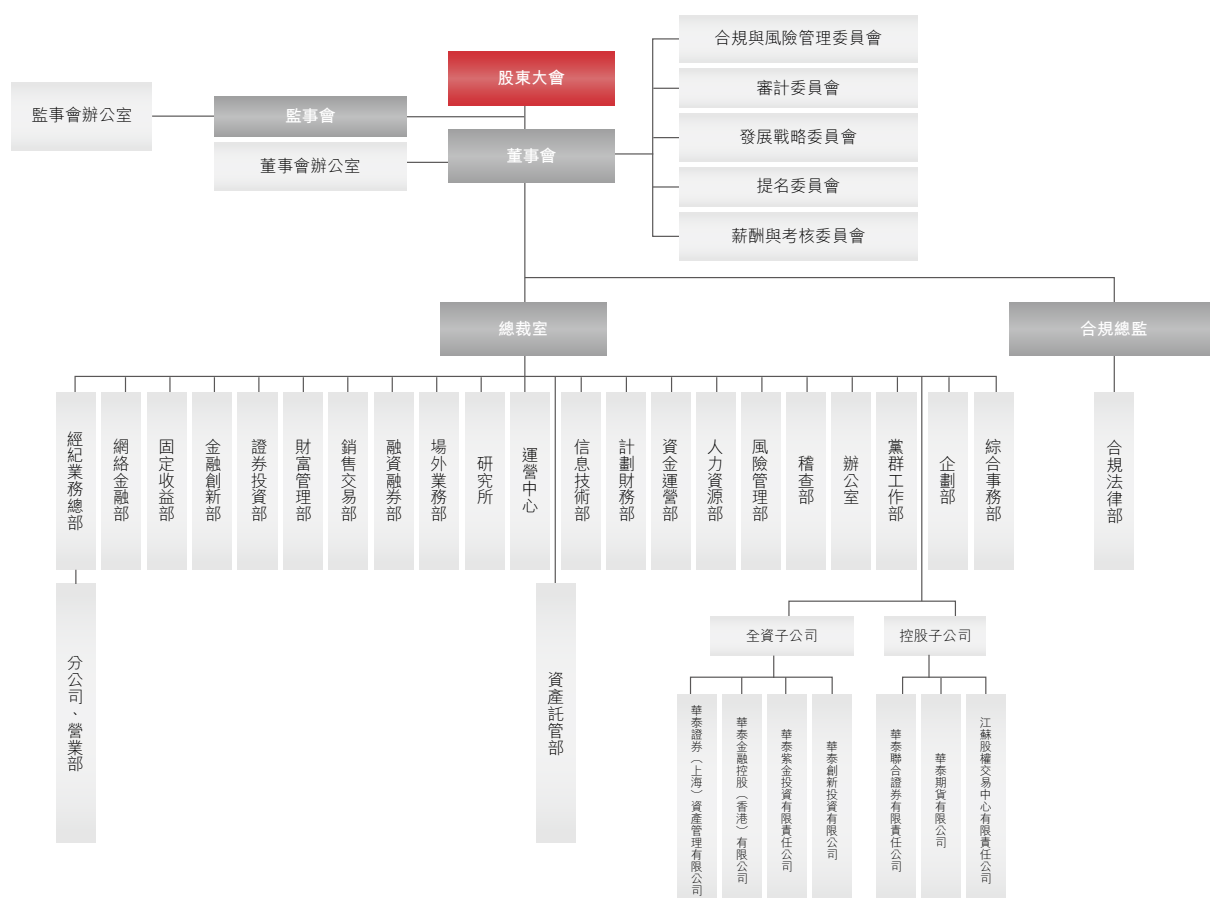 合規與風險管理委員會
股東大會
審計委員會
監事會辦公室
監事會
發展戰略委員會
董事會
董事會辦公室
提名委員會
薪酬與考核委員會
總裁室
合規總監
經紀業務總部
網絡金融部
固定收益部
金融創新部
證券投資部
財富管理部
銷售交易部
融資融券部
場外業務部
研究所
運營中心
信息技術部
計劃財務部
資金運營部
人力資源部
風險管理部
稽查部
辦公室
黨群工作部
企劃部
綜合事務部
合規法律部
分公司、營業部
資產託管部
全資子公司
控股子公司
華泰證券（上海）資產管理有限公司
華泰金融控股（香港）有限公司
華泰紫金投資有限責任公司
華泰創新投資有限公司
華泰聯合證券有限責任公司
華泰期貨有限公司
江蘇股權交易中心有限責任公司